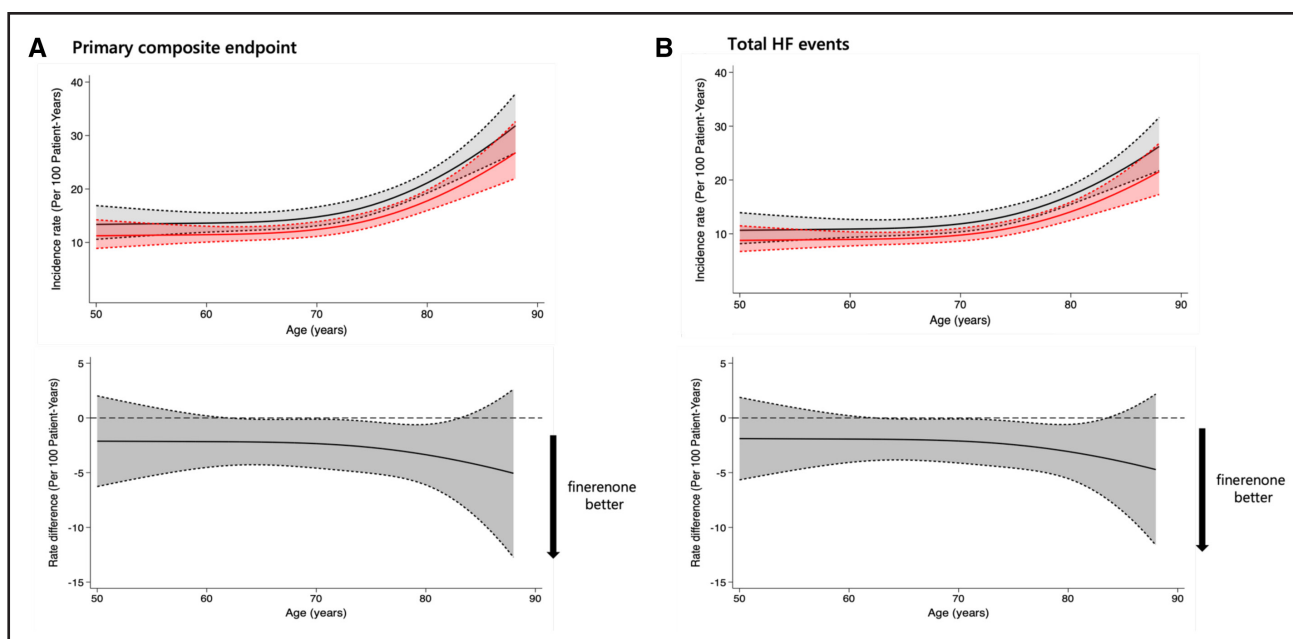 A Primary composite endpoint
40
30
20
10
Incidence rate (Per 100 Patient-Years)
50 60 70 80 90
Age (years)
5
0
-5
-10
-15
Rate difference (Per 100 Patient-Years)
50 60 70 80 90
Age (years)
finerenone
better
B Total HF events
40
30
20
10
Incidence rate (Per 100 Patient-Years)
50 60 70 80 90
Age (years)
5
0
-5
-10
-15
Rate difference (Per 100 Patient-Years)
50 60 70 80 90
Age (years)
finerenone
better